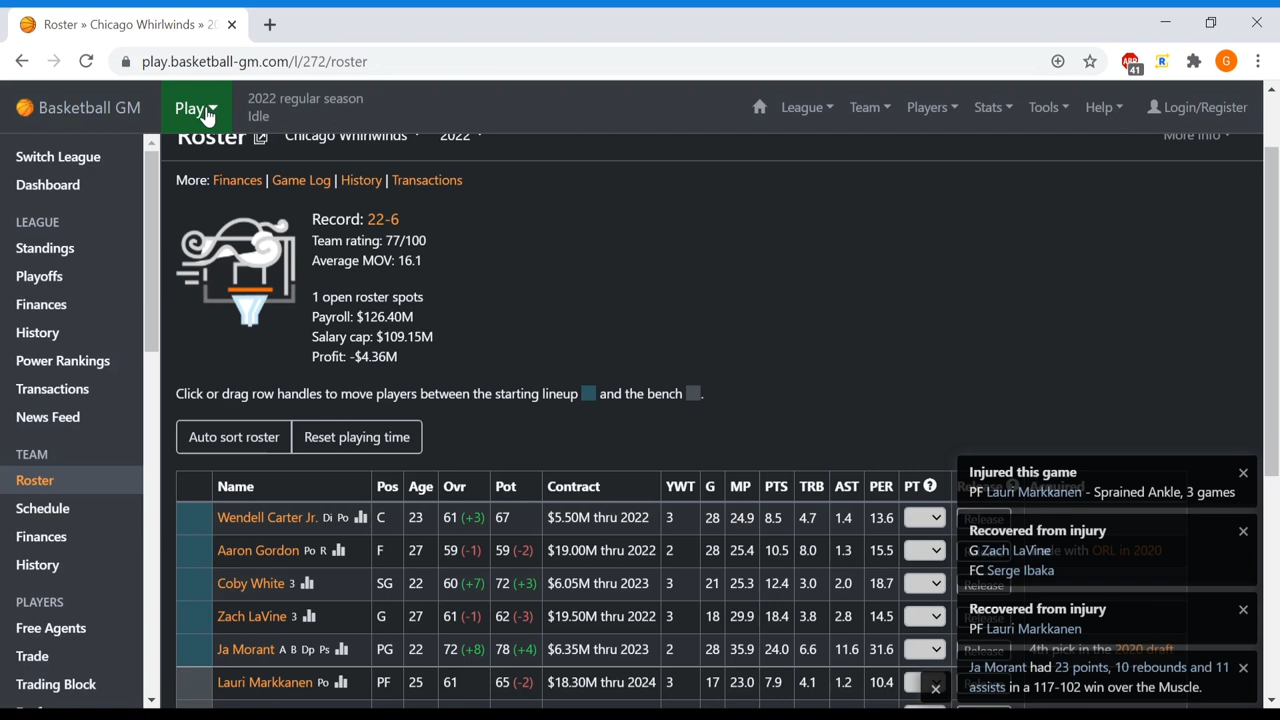 Roster » Chicago Whirlwinds » 20
play.basketball-gm.com/l/272/roster
41
R
G
Basketball GM
Play
2022 regular season
Idle
League
Team
Players
Stats
Tools
Help
Login/Register
Switch League
Dashboard
LEAGUE
Standings
Playoffs
Finances
History
Power Rankings
Transactions
News Feed
TEAM
Roster
Schedule
Finances
History
PLAYERS
Free Agents
Trade
Trading Block
Roster Chicago Whirlwinds 2022
More Info
More: Finances | Game Log | History | Transactions
Record: 22-6
Team rating: 77/100
Average MOV: 16.1
1 open roster spots
Payroll: $126.40M
Salary cap: $109.15M
Profit: -$4.36M
Click or drag row handles to move players between the starting lineup and the bench .
Auto sort roster Reset playing time
Name Pos Age Ovr Pot Contract YWT G MP PTS TRB AST PER PT ?
Wendell Carter Jr. Di Po C 23 61 (+3) 67 $5.50M thru 2022 3 28 24.9 8.5 4.7 1.4 13.6 Release
Aaron Gordon Po R F 27 59 (-1) 59 (-2) $19.00M thru 2022 2 28 25.4 10.5 8.0 1.3 15.5 with ORL in 2020
Coby White 3 SG 22 60 (+7) 72 (+3) $6.05M thru 2023 3 21 25.3 12.4 3.0 2.0 18.7 Release
Zach LaVine 3 G 27 61 (-1) 62 (-3) $19.50M thru 2022 3 18 29.9 18.4 3.8 2.8 14.5
Ja Morant A B Dp Ps PG 22 72 (+8) 78 (+4) $6.35M thru 2023 2 28 34.9 24.0 6.6 11.6 31.6 4th pick in the 2020 draft
Lauri Markkanen Po PF 25 61 65 (-2) $18.30M thru 2024 3 17 23.0 7.9 4.1 1.2 10.4
Injured this game
PF Lauri Markkanen - Sprained Ankle, 3 games
Recovered from injury
G Zach LaVine
FC Serge Ibaka
Recovered from injury
PF Lauri Markkanen
Ja Morant had 23 points, 10 rebounds and 11
assists in a 117-102 win over the Muscle.